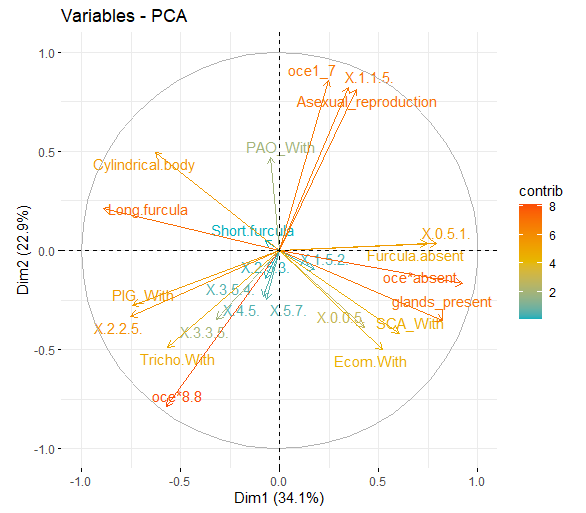 Variables - PCA
1.0
oce1_7
X.1.1.5.
Asexual_reproduction
contrib
8
6
4
2
0.5
PAO_With
Cylindrical.body
Long.furcula
Short.furcula
X.0.5.1.
Furcula.absent
Dim2 (22.9%)
0.0
X.1.5.2.
oce*absent
X.3.5.4.
PIG_With
glands_present
X.4.5.
X.5.7.
X.0.0.5.
SCA_With
X.2.2.5.
X.3.3.5.
-0.5
Tricho.With
Ecom.With
oce*8.8
-1.0
-1.0 -0.5 0.0 0.5 1.0
Dim1 (34.1%)